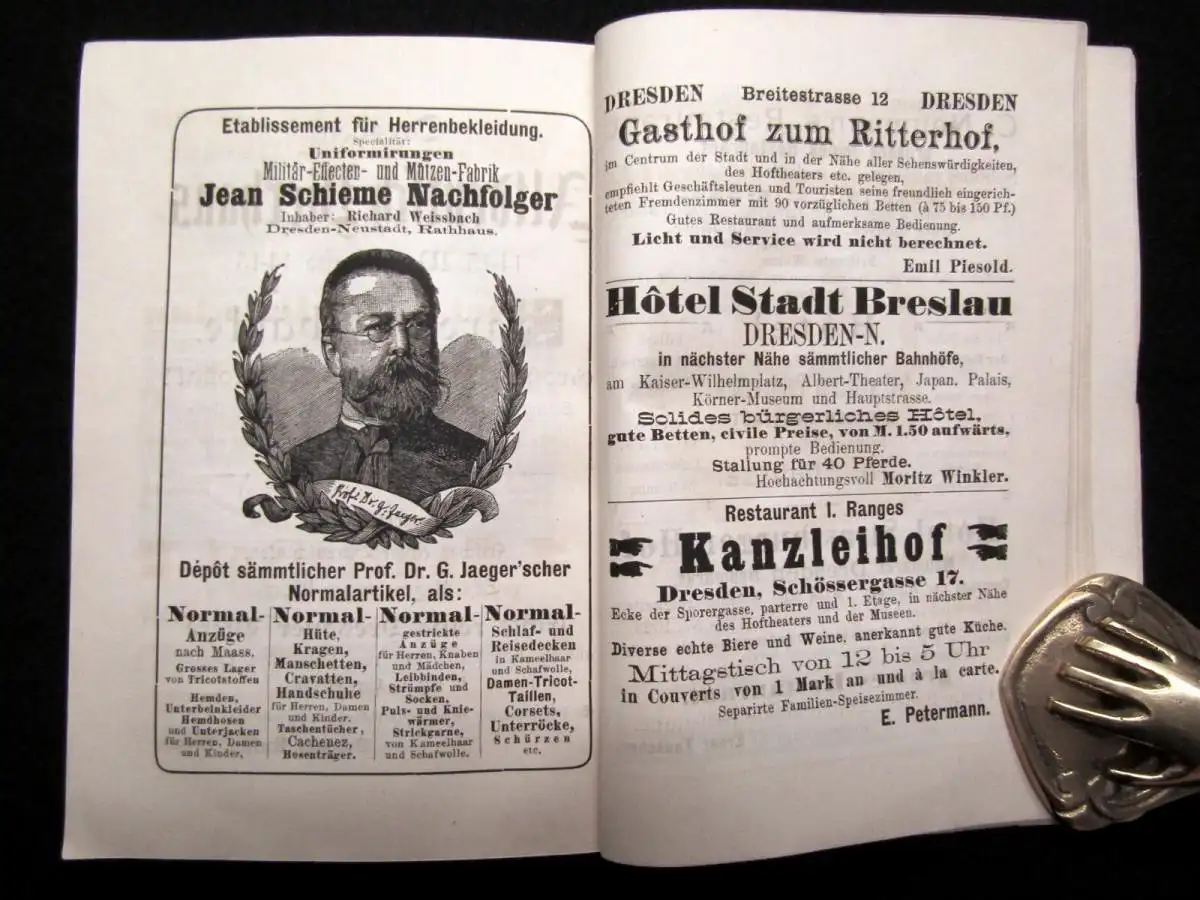 Etablissement für Herrenbekleidung.
Specialität:
Uniformirungen
Militär-Effecten- und Mützen-Fabrik
Jean Schieme Nachfolger
Inhaber: Richard Weissbach
Dresden-Neustadt, Rathhaus.
Prof. Dr. G. Jaeger
Dépôt sämmtlicher Prof. Dr. G. Jaeger'scher
Normalartikel, als:
Normal-
Anzüge
nach Maass.
Grosses Lager
von Tricotstoffen
Hemden,
Unterbeinkleider
Hemdhosen
und Unterjacken
für Herren, Damen
und Kinder.
Normal-
Hüte,
Kragen,
Manschetten,
Cravatten,
Handschuhe
für Herren, Damen
und Kinder.
Taschentücher,
Cachenez,
Hosenträger.
Normal-
gestrickte
Anzüge
für Herren, Knaben
und Mädchen,
Leibbinden,
Strümpfe und
Socken,
Puls- und Knie-
wärmer,
Strickgarne,
von Kameelhaar
und Schafwolle.
Normal-
Schlaf- und
Reisedecken
in Kameelhaar
und Schafwolle,
Damen-Tricot-
Taillen,
Corsets,
Unterröcke,
Schürzen
etc.
DRESDEN Breitestrasse 12 DRESDEN
Gasthof zum Ritterhof,
im Centrum der Stadt und in der Nähe aller Sehenswürdigkeiten,
des Hoftheaters etc. gelegen,
empfiehlt Geschäftsleuten und Touristen seine freundlich eingerich-
teten Fremdenzimmer mit 90 vorzüglichen Betten (à 75 bis 150 Pf.)
Gutes Restaurant und aufmerksame Bedienung.
Licht und Service wird nicht berechnet.
Emil Piesold.
Hôtel Stadt Breslau
DRESDEN-N.
in nächster Nähe sämmtlicher Bahnhöfe,
am Kaiser-Wilhelmplatz, Albert-Theater, Japan. Palais,
Körner-Museum und Hauptstrasse.
Solides bürgerliches Hôtel,
gute Betten, civile Preise, von M. 1.50 aufwärts,
prompte Bedienung.
Stallung für 40 Pferde.
Hochachtungsvoll Moritz Winkler.
Restaurant I. Ranges
Kanzleihof
Dresden, Schössergasse 17.
Ecke der Sporergasse, parterre und 1. Etage, in nächster Nähe
des Hoftheaters und der Museen.
Diverse echte Biere und Weine, anerkannt gute Küche.
Mittagstisch von 12 bis 5 Uhr
in Couverts von 1 Mark an und à la carte.
Separirte Familien-Speisezimmer.
E. Petermann.